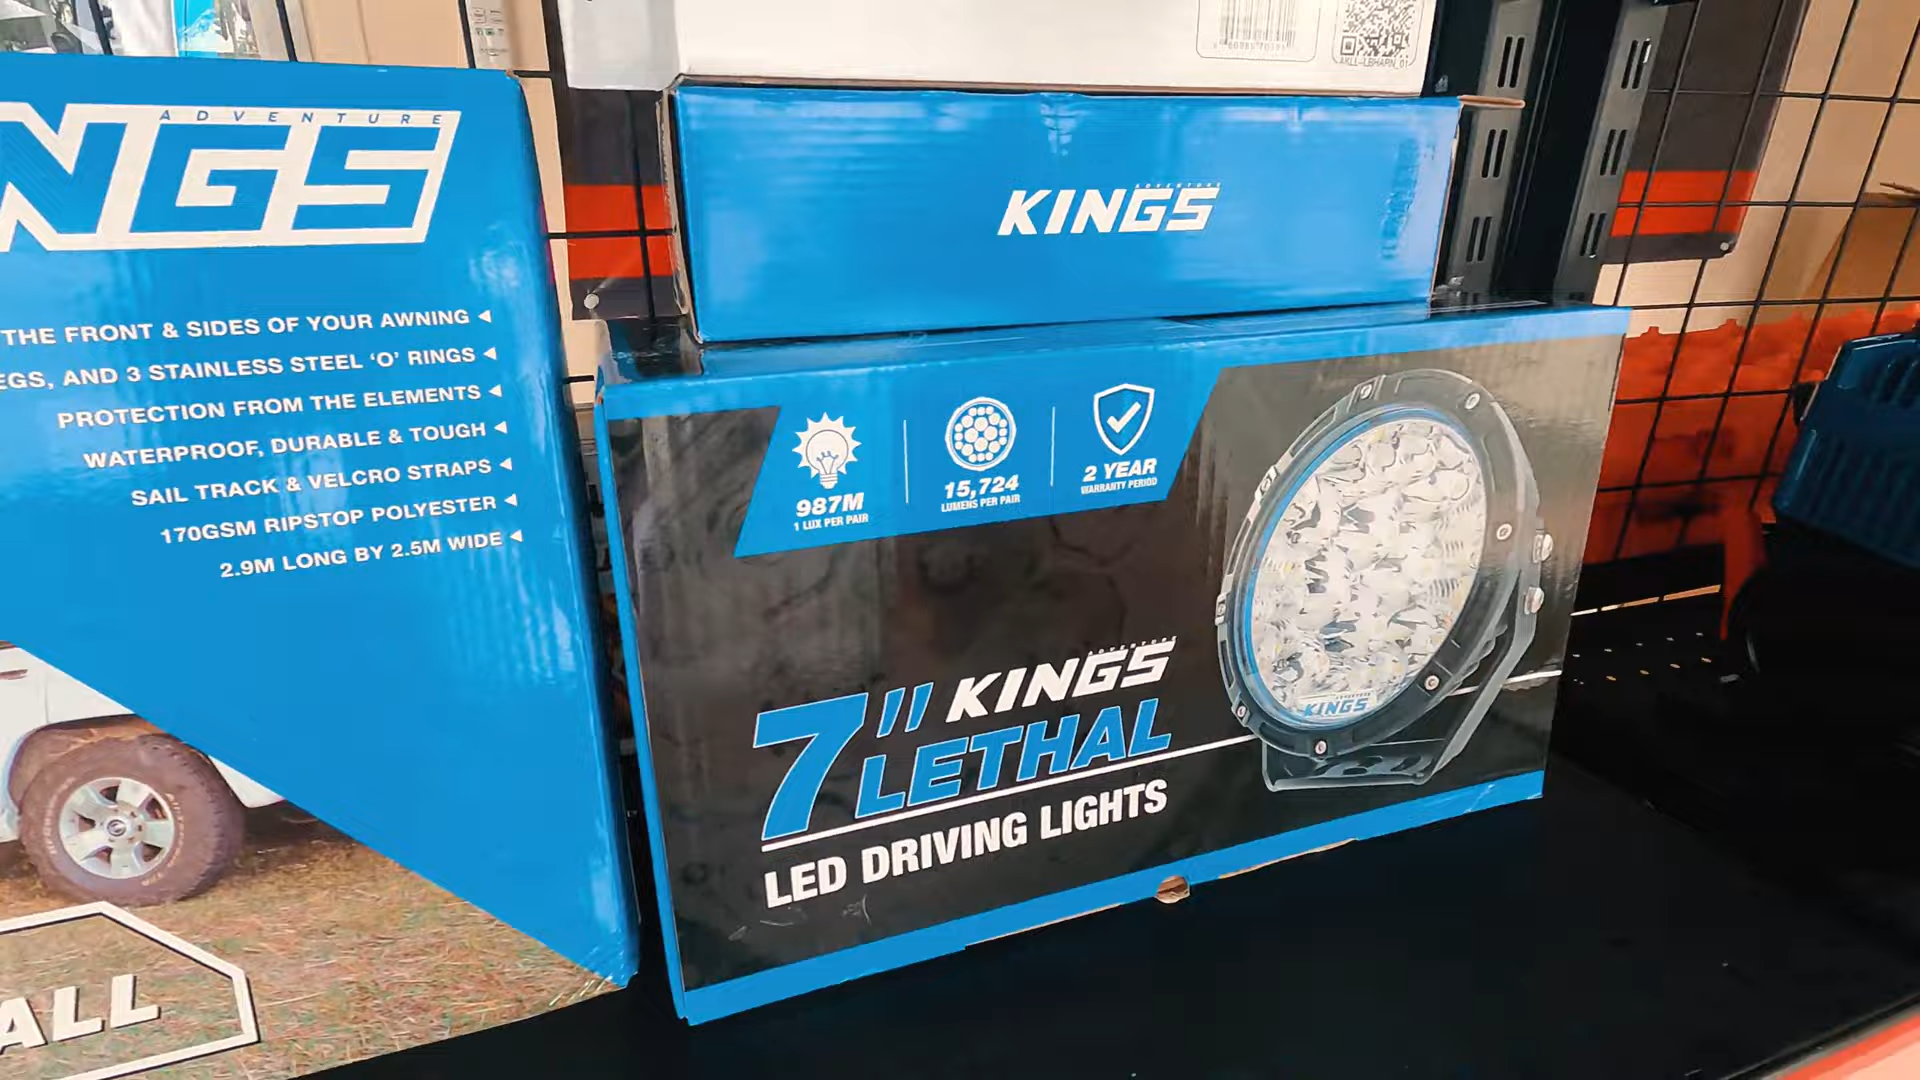 ADVENTURE
NGS
THE FRONT & SIDES OF YOUR AWNING
EGS, AND 3 STAINLESS STEEL ‘O’ RINGS
PROTECTION FROM THE ELEMENTS
WATERPROOF, DURABLE & TOUGH
SAIL TRACK & VELCRO STRAPS
170GSM RIPSTOP POLYESTER
2.9M LONG BY 2.5M WIDE
ALL
ADVENTURE
KINGS
987M
1 LUX PER PAIR
15,724
LUMENS PER PAIR
2 YEAR
WARRANTY PERIOD
ADVENTURE
7" KINGS
LETHAL
LED DRIVING LIGHTS
ADVENTURE
KINGS